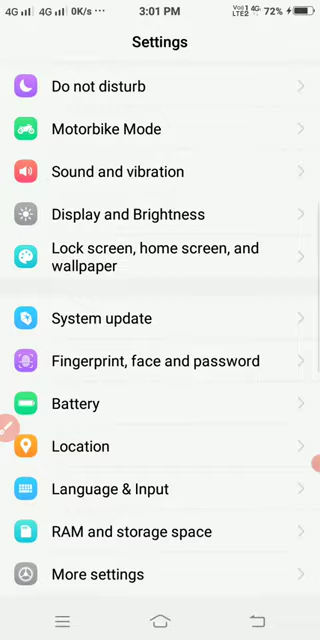 4G 4G 0K/s ··· 3:01 PM VoI 1 4G LTE2 72%
Settings
Do not disturb
Motorbike Mode
Sound and vibration
Display and Brightness
Lock screen, home screen, and
wallpaper
System update
Fingerprint, face and password
Battery
Location
Language & Input
RAM and storage space
More settings